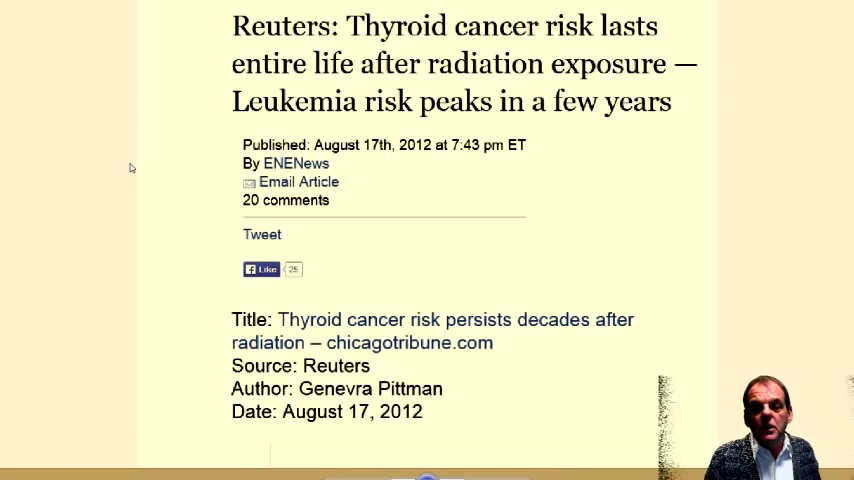 Reuters: Thyroid cancer risk lasts
entire life after radiation exposure —
Leukemia risk peaks in a few years
Published: August 17th, 2012 at 7:43 pm ET
By ENENews
Email Article
20 comments
Tweet
Like 25
Title: Thyroid cancer risk persists decades after
radiation – chicagotribune.com
Source: Reuters
Author: Genevra Pittman
Date: August 17, 2012